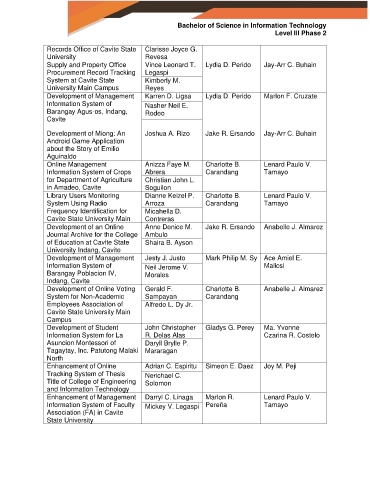 Bachelor of Science in Information Technology
Level III Phase 2
Records Office of Cavite State University
Clarisse Joyce G. Revesa
Supply and Property Office Procurement Record Tracking System at Cavite State University Main Campus
Vince Leonard T. Legaspi
Kimberly M. Reyes
Lydia D. Perido
Jay-Arr C. Buhain
Development of Management Information System of Barangay Agus-os, Indang, Cavite
Karren D. Ligsa
Nasher Neil E. Rodeo
Lydia D. Perido
Marlon F. Cruzate
Development of Miong: An Android Game Application about the Story of Emilio Aguinaldo
Joshua A. Rizo
Jake R. Ersando
Jay-Arr C. Buhain
Online Management Information System of Crops for Department of Agriculture in Amadeo, Cavite
Anizza Faye M. Abrera
Christian John L. Soguilon
Charlotte B. Carandang
Lenard Paulo V. Tamayo
Library Users Monitoring System Using Radio Frequency Identification for Cavite State University Main
Dianne Keizel P. Arroza
Micahella D. Contreras
Charlotte B. Carandang
Lenard Paulo V. Tamayo
Development of an Online Journal Archive for the College of Education at Cavite State University Indang, Cavite
Anne Denice M. Ambulo
Shaira B. Ayson
Jake R. Ersando
Anabelle J. Almarez
Development of Management Information System of Barangay Poblacion IV, Indang, Cavite
Jesty J. Justo
Neil Jerome V. Morales
Mark Philip M. Sy
Ace Amiel E. Malicsi
Development of Online Voting System for Non-Academic Employees Association of Cavite State University Main Campus
Gerald F. Sampayan
Alfredo L. Dy Jr.
Charlotte B. Carandang
Anabelle J. Almarez
Development of Student Information System for La Asuncion Montessori of Tagaytay, Inc. Patutong Malaki North
John Christopher R. Delas Alas
Daryll Brylle P. Mararagan
Gladys G. Perey
Ma. Yvonne Czarina R. Costelo
Enhancement of Online Tracking System of Thesis Title of College of Engineering and Information Technology
Adrian C. Espiritu
Nerichael C. Solomon
Simeon E. Daez
Joy M. Peji
Enhancement of Management Information System of Faculty Association (FA) in Cavite State University
Darryl C. Linaga
Mickey V. Legaspi
Marlon R. Pereña
Lenard Paulo V. Tamayo